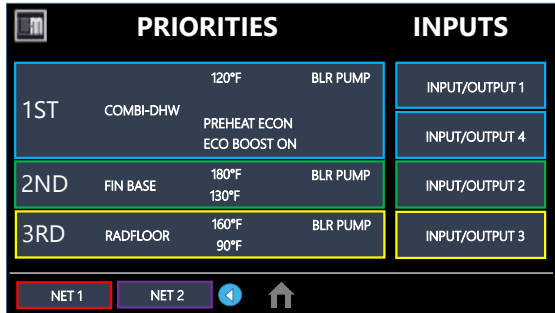 PRIORITIES INPUTS
1ST COMBI-DHW 120°F BLR PUMP
PREHEAT ECON
ECO BOOST ON
INPUT/OUTPUT 1
INPUT/OUTPUT 4
2ND FIN BASE 180°F BLR PUMP
130°F
INPUT/OUTPUT 2
3RD RADFLOOR 160°F BLR PUMP
90°F
INPUT/OUTPUT 3
NET 1 NET 2